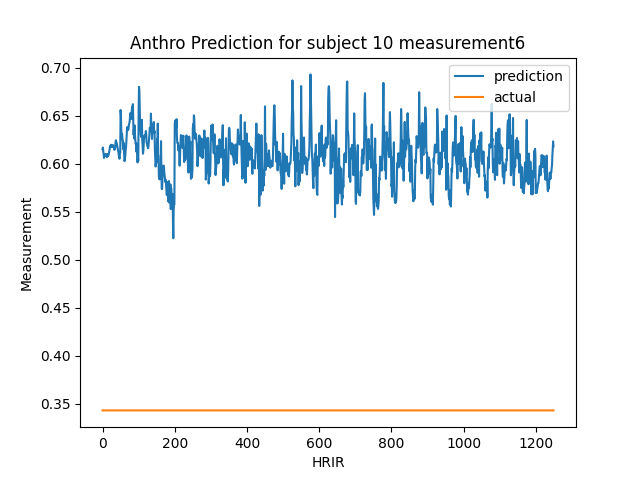 Anthro Prediction for subject 10 measurement6
prediction
actual
0.70
0.65
0.60
0.55
0.50
0.45
0.40
0.35
Measurement
0 200 400 600 800 1000 1200
HRIR